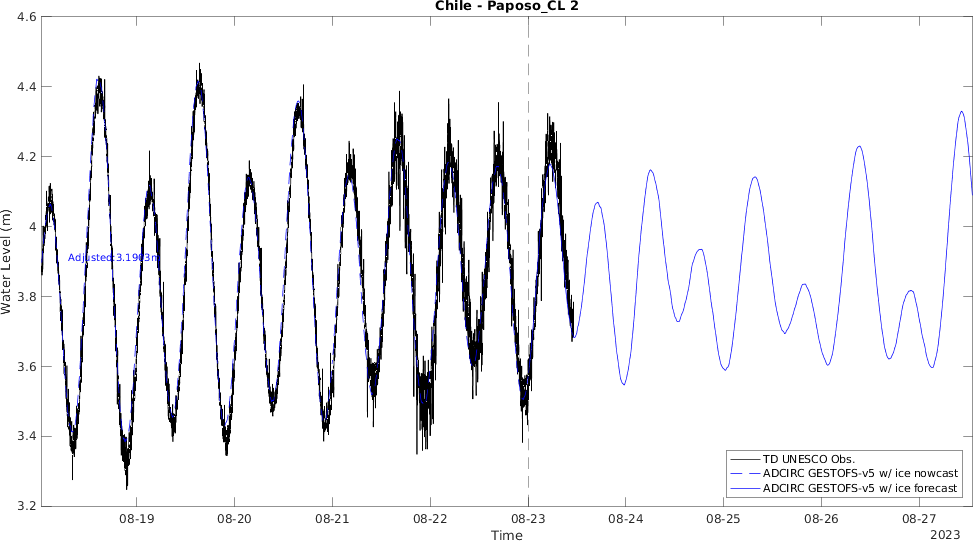 Chile - Paposo_CL 2
4.6
4.4
4.2
4
3.8
3.6
3.4
3.2
Water Level (m)
Adjusted:3.1903m
TD UNESCO Obs.
ADCIRC GESTOFS-v5 w/ ice nowcast
ADCIRC GESTOFS-v5 w/ ice forecast
08-19 08-20 08-21 08-22 08-23 08-24 08-25 08-26 08-27
Time
2023